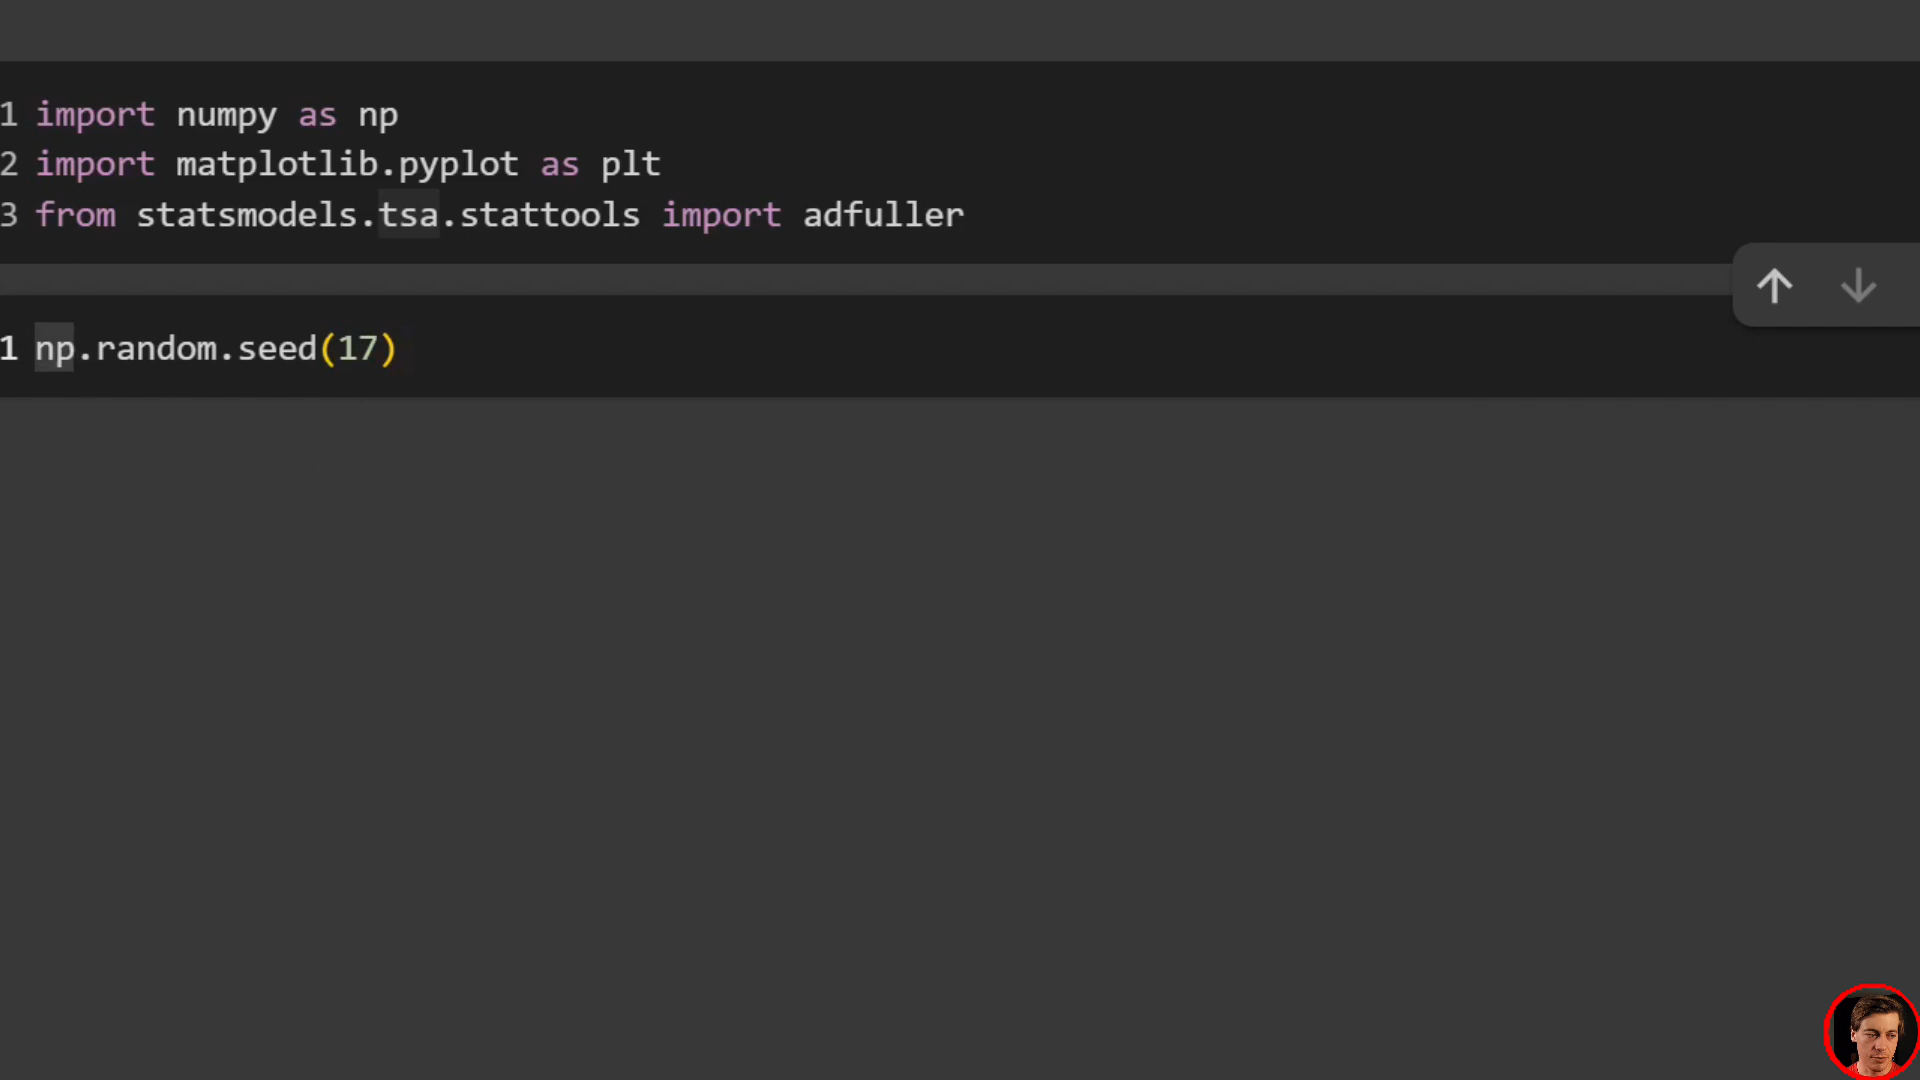 1 import numpy as np
2 import matplotlib.pyplot as plt
3 from statsmodels.tsa.stattools import adfuller
1 np.random.seed(17)